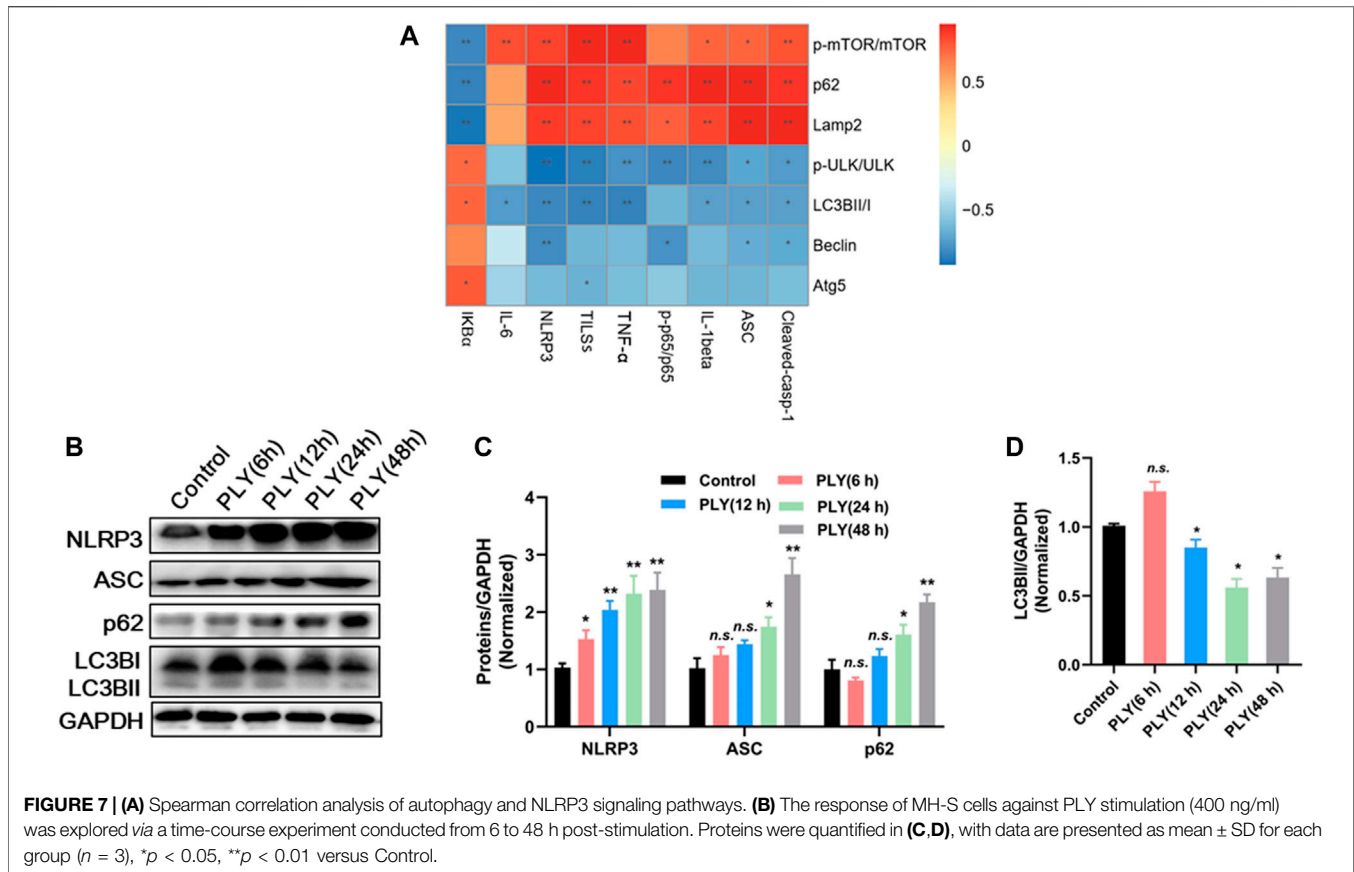 A
p-mTOR/mTOR
p62
Lamp2
p-ULK/ULK
LC3BII/I
Beclin
Atg5
** ** ** ** ** * * **
** ** ** ** ** ** ** **
** ** ** ** * ** ** **
* ** ** ** ** ** * *
* * ** ** ** * * *
** * * *
* *
IKBα
IL-6
NLRP3
TILSs
TNF-α
p-p65/p65
IL-1beta
ASC
Cleaved-casp-1
0.5
0
−0.5
B
Control
PLY(6h)
PLY(12h)
PLY(24h)
PLY(48h)
NLRP3
ASC
p62
LC3BI
LC3BII
GAPDH
C
Proteins/GAPDH
(Normalized)
4
3
2
1
0
Control
PLY(6 h)
PLY(12 h)
PLY(24 h)
PLY(48 h)
* ** ** **
n.s. n.s. * **
n.s. * **
NLRP3
ASC
p62
D
LC3BII/GAPDH
(Normalized)
1.5
1.0
0.5
0.0
n.s.
*
*
*
Control
PLY(6 h)
PLY(12 h)
PLY(24 h)
PLY(48 h)
FIGURE 7 | (A) Spearman correlation analysis of autophagy and NLRP3 signaling pathways. (B) The response of MH-S cells against PLY stimulation (400 ng/ml)
was explored via a time-course experiment conducted from 6 to 48 h post-stimulation. Proteins were quantified in (C,D), with data are presented as mean ± SD for each
group (n = 3), *p < 0.05, **p < 0.01 versus Control.